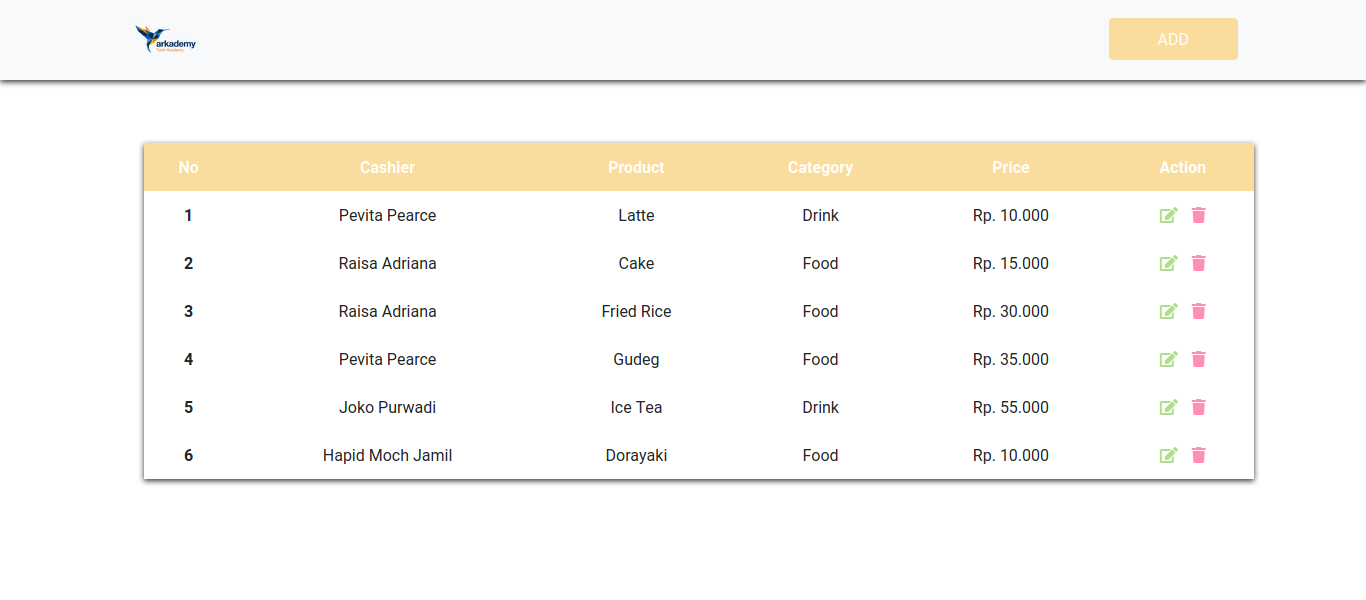 arkademy
Tech Academy
ADD
No Cashier Product Category Price Action
1 Pevita Pearce Latte Drink Rp. 10.000
2 Raisa Adriana Cake Food Rp. 15.000
3 Raisa Adriana Fried Rice Food Rp. 30.000
4 Pevita Pearce Gudeg Food Rp. 35.000
5 Joko Purwadi Ice Tea Drink Rp. 55.000
6 Hapid Moch Jamil Dorayaki Food Rp. 10.000